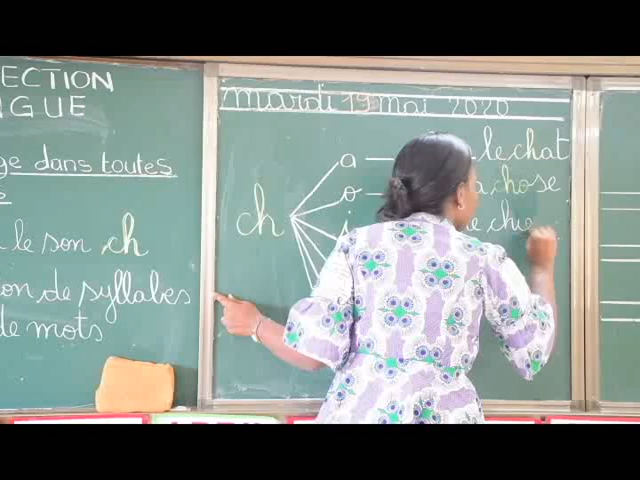 ECTION
GUE
ge dans toutes
le son ch
on de syllabes
de mots
mardi 19 mai 2020
ch
a
le chat
o
a chose
i
e chie